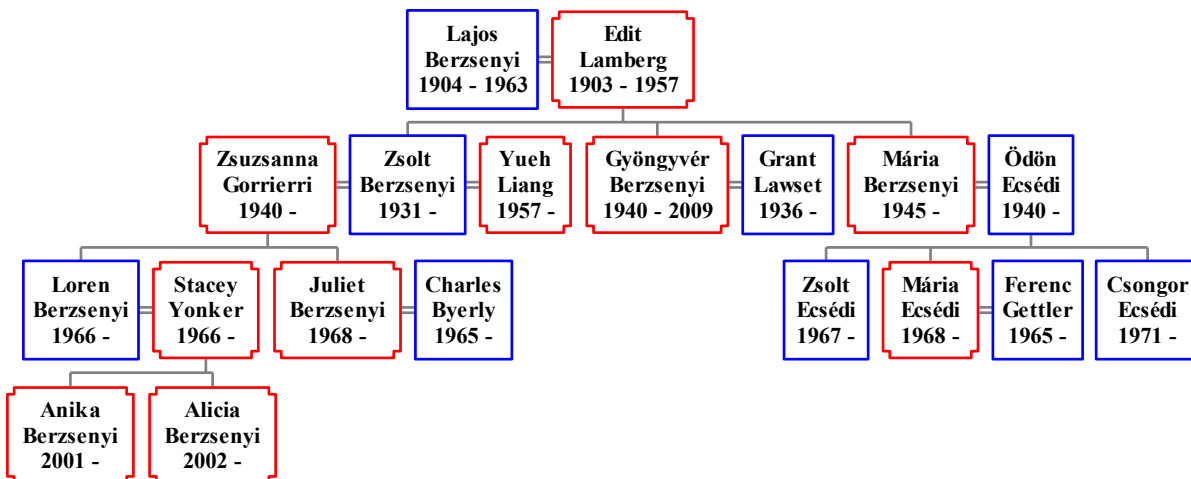 Lajos
Berzsenyi
1904 - 1963
Edit
Lamberg
1903 - 1957
Zsuzsanna
Gorrierri
1940 -
Zsolt
Berzsenyi
1931 -
Yueh
Liang
1957 -
Gyöngyvér
Berzsenyi
1940 - 2009
Grant
Lawset
1936 -
Mária
Berzsenyi
1945 -
Ödön
Ecsédi
1940 -
Loren
Berzsenyi
1966 -
Stacey
Yonker
1966 -
Juliet
Berzsenyi
1968 -
Charles
Byerly
1965 -
Zsolt
Ecsédi
1967 -
Mária
Ecsédi
1968 -
Ferenc
Gettler
1965 -
Csongor
Ecsédi
1971 -
Anika
Berzsenyi
2001 -
Alicia
Berzsenyi
2002 -